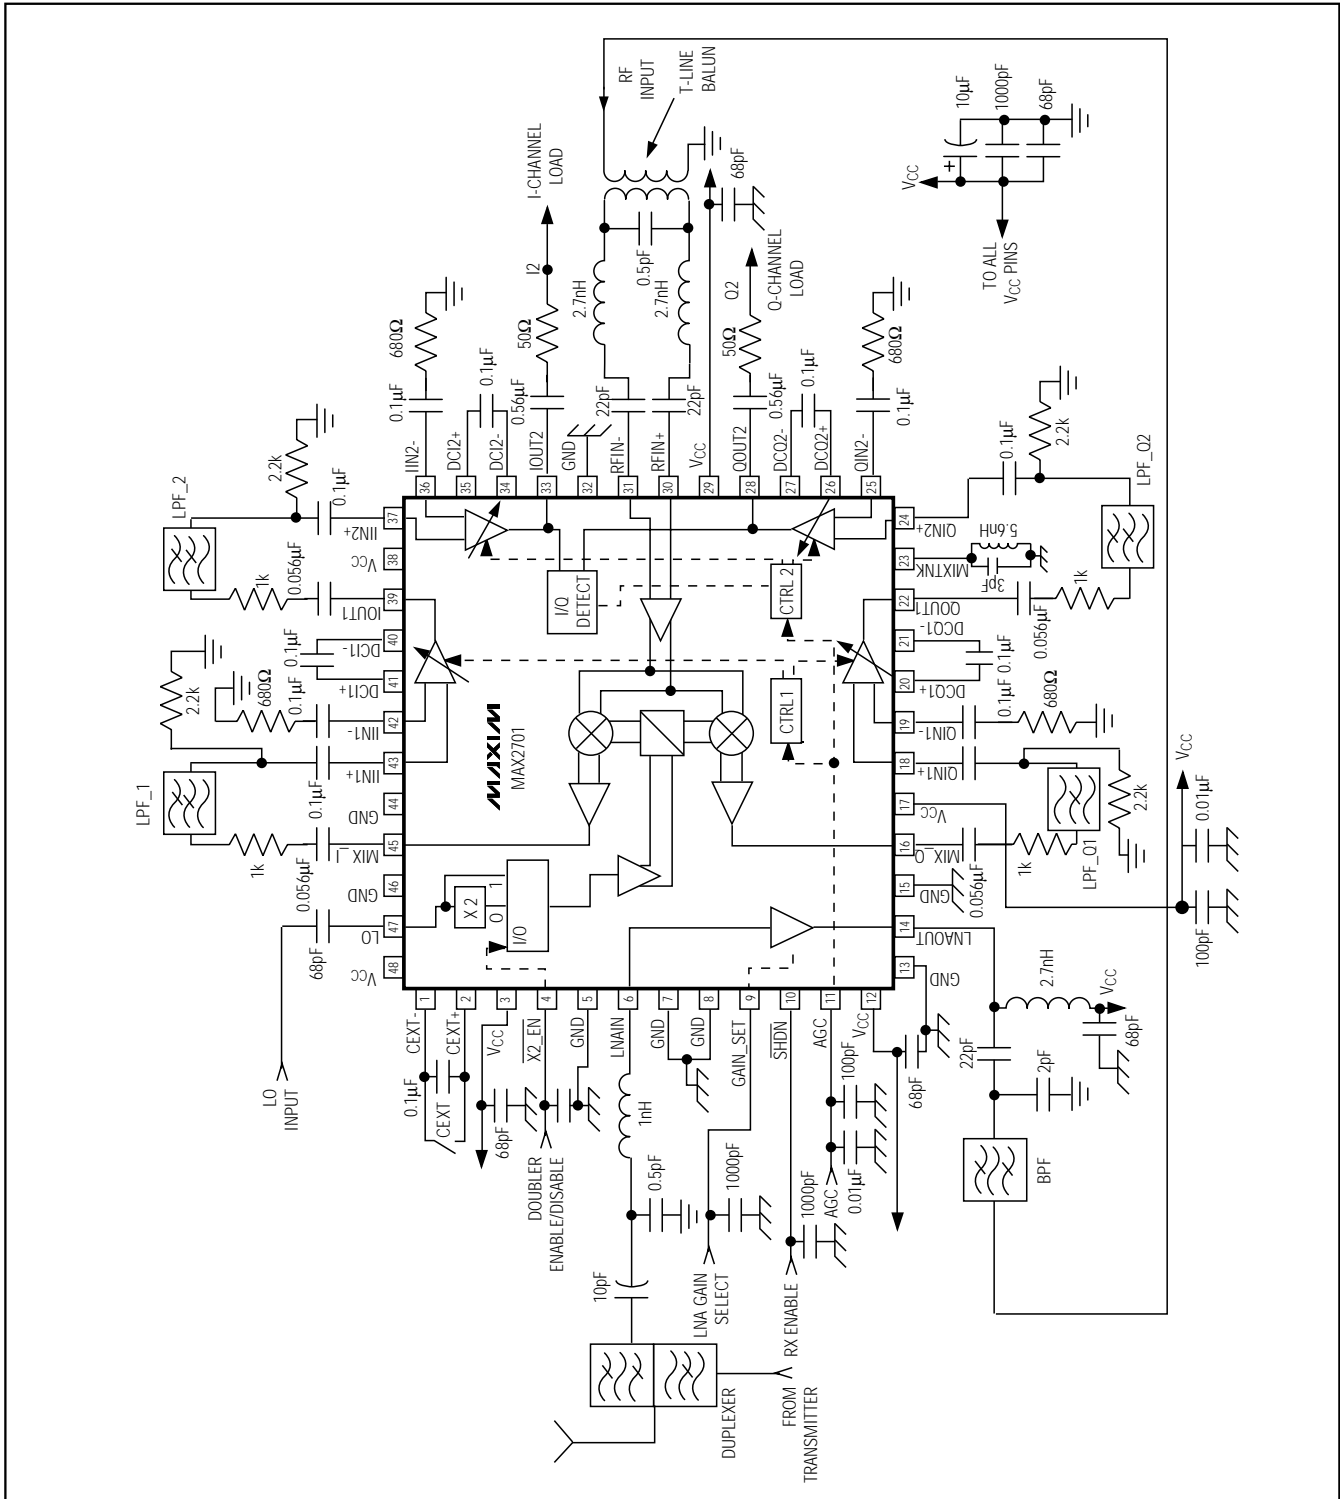 RF
INPUT
T-LINE
BALUN
10µF
1000pF
68pF
VCC
TO ALL
VCC PINS
I-CHANNEL
LOAD
I2
68pF
0.5pF
2.7nH
2.7nH
Q2
Q-CHANNEL
LOAD
680Ω
50Ω
50Ω
680Ω
0.1µF
0.1µF
0.56µF
22pF
22pF
0.56µF
0.1µF
0.1µF
IIN2-
DCI2+
DCI2-
IOUT2
GND
RFIN-
RFIN+
VCC
QOUT2
DCQ2-
DCQ2+
QIN2-
36
35
34
33
32
31
30
29
28
27
26
25
LPF_2
2.2k
0.1µF
1k
0.056µF
2.2k
680Ω
0.1µF
0.1µF
LPF_1
1k
0.1µF
0.056µF
68pF
LO
INPUT
IIN2+
VCC
IOUT1
DCI1-
DCI1+
IIN1-
IIN1+
GND
MIX_I
GND
LO
VCC
37
38
39
40
41
42
43
44
45
46
47
48
I/Q
DETECT
CTRL 2
CTRL1
MAXIM
MAX2701
X 2
0
1
I/O
24
23
22
21
20
19
18
17
16
15
14
13
QIN2+
MIXTNK
QOUT1
DCQ1-
DCQ1+
QIN1-
QIN1+
VCC
MIX_Q
GND
LNAOUT
GND
0.1µF
2.2k
LPF_Q2
5.6nH
3pF
1k
0.056µF
0.1µF
0.1µF
680Ω
2.2k
LPF_Q1
1k
0.056µF
VCC
0.01µF
100pF
2.7nH
VCC
68pF
22pF
2pF
BPF
1
2
3
4
5
6
7
8
9
10
11
12
CEXT-
CEXT+
VCC
X2_EN
GND
LNAIN
GND
GND
GAIN_SET
SHDN
AGC
VCC
0.1µF
CEXT
68pF
DOUBLER
ENABLE/DISABLE
1nH
0.5pF
10pF
1000pF
LNA GAIN
SELECT
1000pF
RX ENABLE
100pF
0.01µF
AGC
68pF
DUPLEXER
FROM
TRANSMITTER